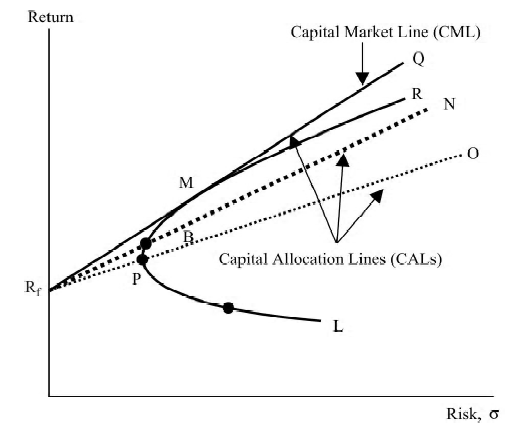 Return
Capital Market Line (CML)
Q
R
N
O
M
B
Capital Allocation Lines (CALs)
P
Rf
L
Risk, σ